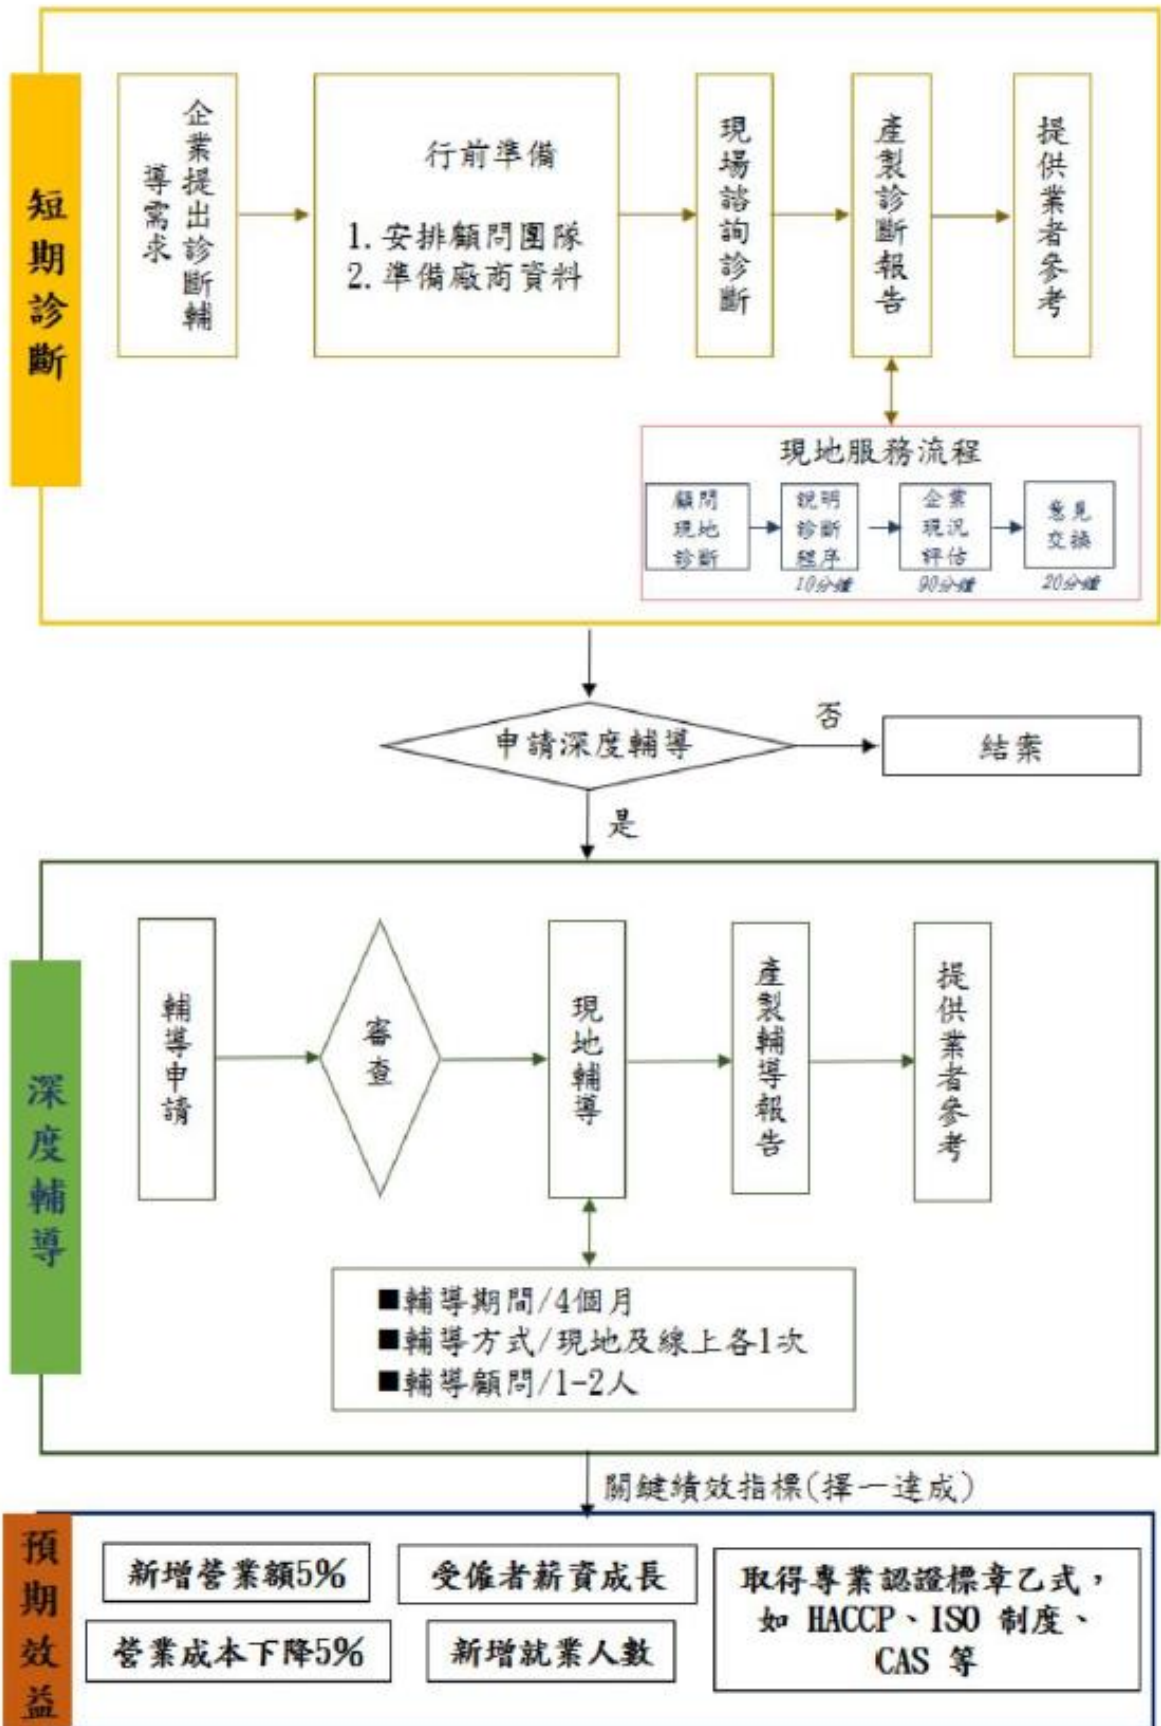 短期診斷
企業提出診斷輔
導需求
行前準備
1. 安排顧問團隊
2. 準備廠商資料
現場諮詢診斷
產製診斷報告
提供業者參考
現地服務流程
顧問
現地
診斷
說明
診斷
程序
10分鐘
企業
現況
評估
90分鐘
意見
交換
20分鐘
申請深度輔導
否
結案
是
深度輔導
輔導申請
審查
現地輔導
產製輔導報告
提供業者參考
■輔導期間/4個月
■輔導方式/現地及線上各1次
■輔導顧問/1-2人
關鍵績效指標(擇一達成)
預期效益
新增營業額5%
受僱者薪資成長
營業成本下降5%
新增就業人數
取得專業認證標章乙式，
如 HACCP、ISO 制度、
CAS 等